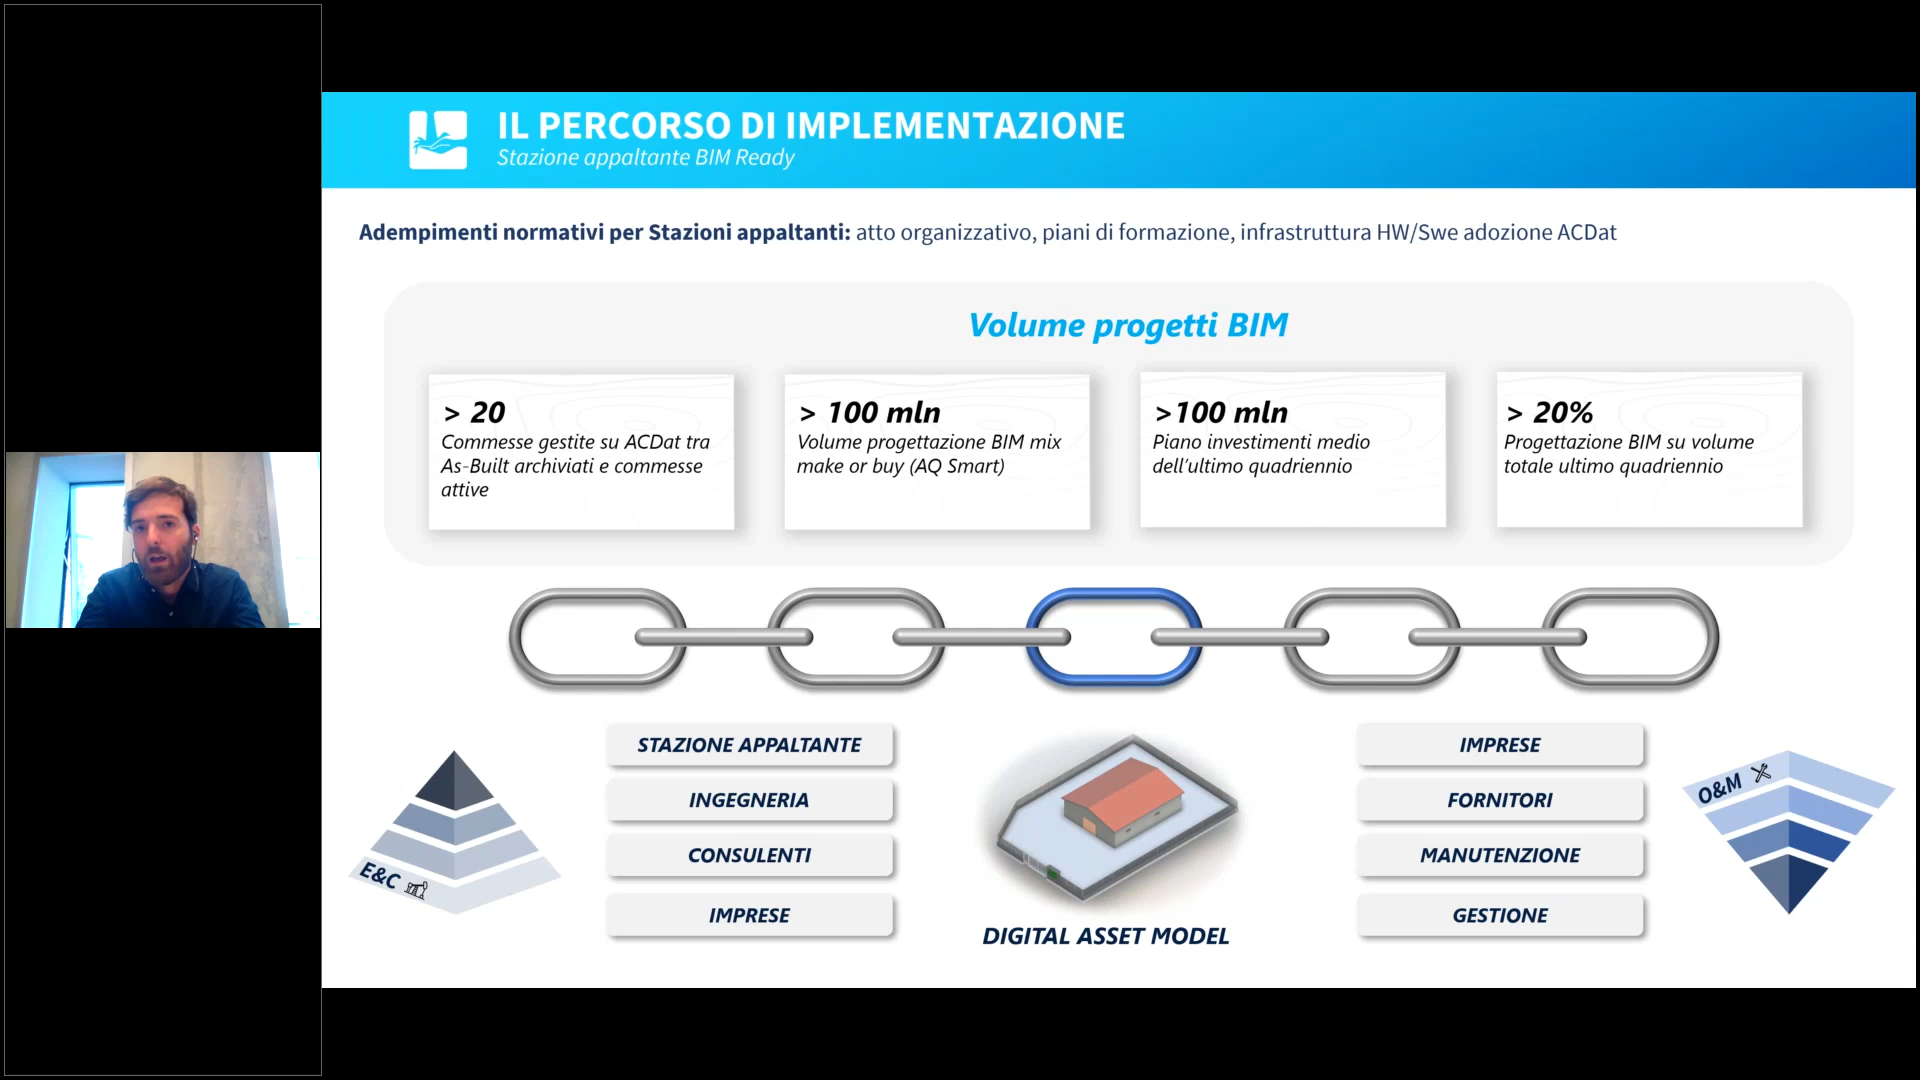 IL PERCORSO DI IMPLEMENTAZIONE
Stazione appaltante BIM Ready
Adempimenti normativi per Stazioni appaltanti: atto organizzativo, piani di formazione, infrastruttura HW/Swe adozione ACDat
Volume progetti BIM
> 20
Commesse gestite su ACDat tra
As-Built archiviati e commesse
attive
> 100 mln
Volume progettazione BIM mix
make or buy (AQ Smart)
>100 mln
Piano investimenti medio
dell'ultimo quadriennio
> 20%
Progettazione BIM su volume
totale ultimo quadriennio
E&C
STAZIONE APPALTANTE
INGEGNERIA
CONSULENTI
IMPRESE
DIGITAL ASSET MODEL
IMPRESE
FORNITORI
MANUTENZIONE
GESTIONE
O&M